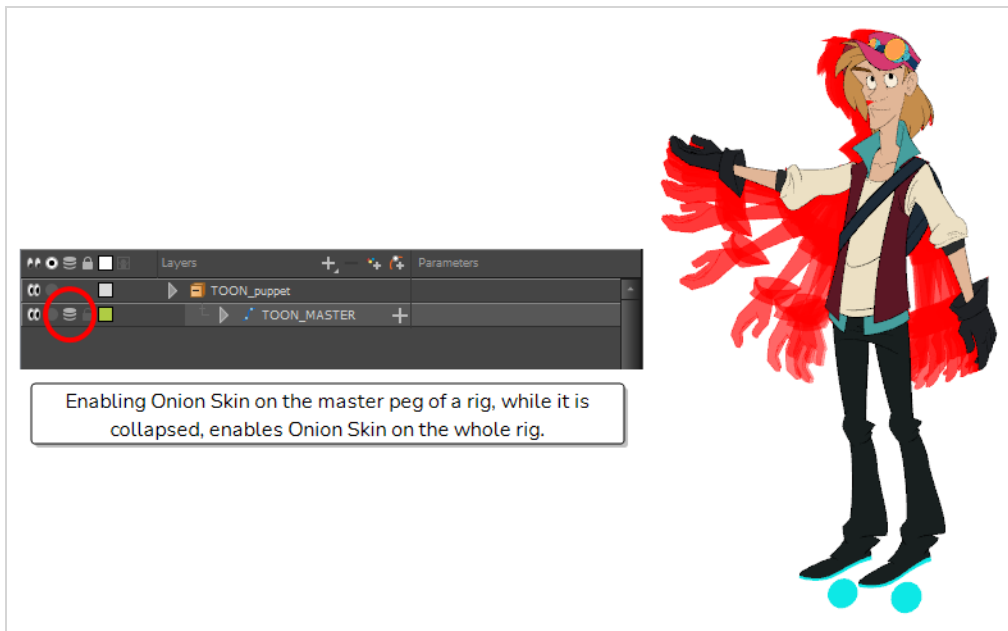 Layers
Parameters
TOON_puppet
TOON_MASTER
Enabling Onion Skin on the master peg of a rig, while it is
collapsed, enables Onion Skin on the whole rig.